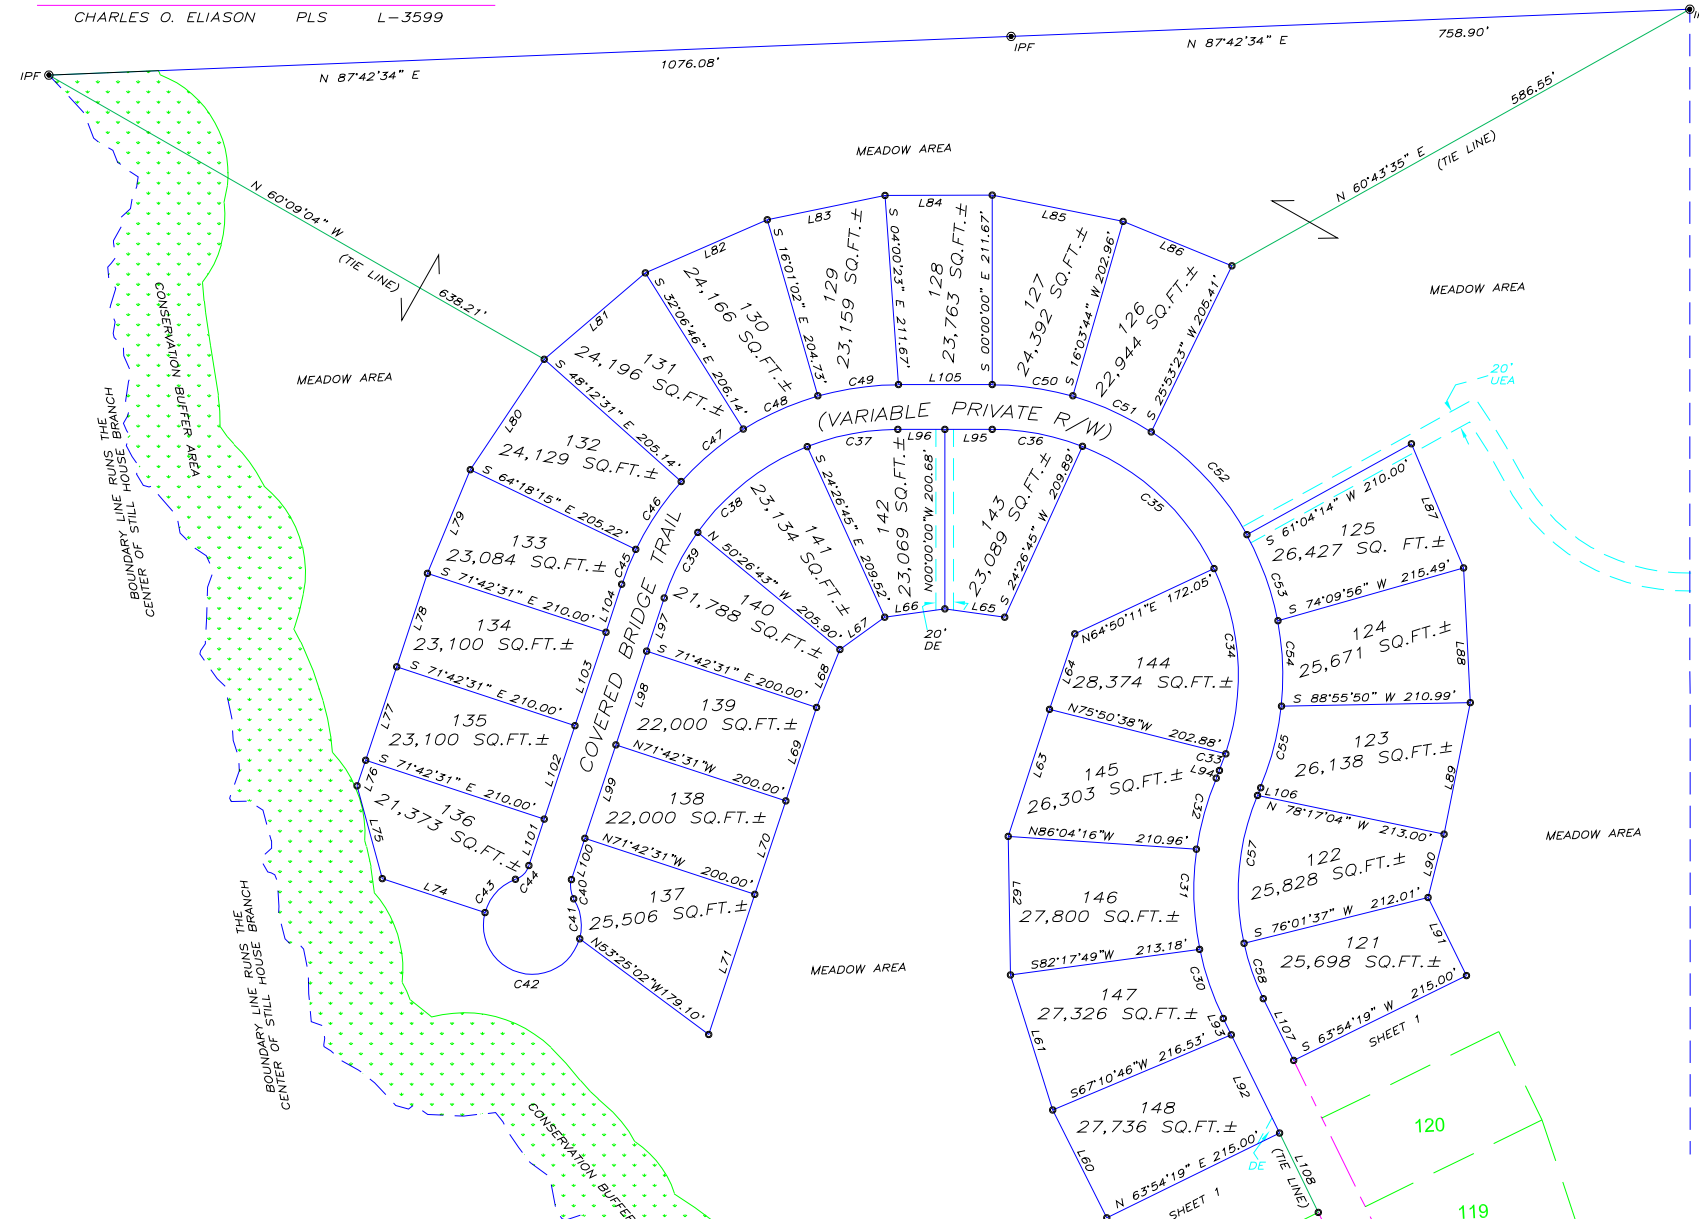 CHARLES O. ELIASON PLS L-3599
IPF
N 87°42'34" E
1076.08'
IPF
N 87°42'34" E
758.90'
N 60°09'04" W
(TIE LINE)
638.21'
586.55'
N 60°43'35" E
(TIE LINE)
MEADOW AREA
MEADOW AREA
MEADOW AREA
MEADOW AREA
MEADOW AREA
CONSERVATION BUFFER AREA
BOUNDARY LINE RUNS THE
CENTER OF STILL HOUSE BRANCH
BOUNDARY LINE RUNS THE
CENTER OF STILL HOUSE BRANCH
CONSERVATION BUFFER
L81
L82
L83
L84
L85
L86
131
24,196 SQ.FT.±
S 32°06'46" E 206.14'
130
24,166 SQ.FT.±
S 16°01'02" E 204.73'
129
23,159 SQ.FT.±
S 04°00'23" E 211.67'
128
23,763 SQ.FT.±
S 00°00'00" E 211.67'
127
24,392 SQ.FT.±
S 16°03'44" W 202.96'
126
22,944 SQ.FT.±
S 25°53'23" W 205.41'
L80
S 48°12'31" E 205.14'
132
24,129 SQ.FT.±
S 64°18'15" E 205.22'
L79
133
23,084 SQ.FT.±
S 71°42'31" E 210.00'
L78
134
23,100 SQ.FT.±
S 71°42'31" E 210.00'
L77
135
23,100 SQ.FT.±
S 71°42'31" E 210.00'
L76
136
21,373 SQ.FT.±
L75
L74
C43
C44
L101
L102
L103
L104
C45
C46
C47
C48
C49
L105
C50
C51
C52
C53
C54
C55
L106
C57
C58
L107
(VARIABLE PRIVATE R/W)
COVERED BRIDGE TRAIL
C37
L96
L95
C36
C35
C34
C33
L94
C32
C31
C30
L93
L92
L108
(TIE LINE)
C38
C39
L97
L98
L99
L100
C40
C41
C42
S 24°26'45" E 209.52'
142
23,069 SQ.FT.±
N00°00'00"W 200.68'
143
23,089 SQ.FT.±
S 24°26'45" W 209.89'
141
23,134 SQ.FT.±
N 50°26'43" W 205.90'
140
21,788 SQ.FT.±
S 71°42'31" E 200.00'
139
22,000 SQ.FT.±
N71°42'31"W 200.00'
138
22,000 SQ.FT.±
N71°42'31"W 200.00'
137
25,506 SQ.FT.±
N53°25'02"W179.10'
L66
L65
20'
DE
L67
L68
L69
L70
L71
N64°50'11"E 172.05'
L64
144
28,374 SQ.FT.±
N75°50'38"W 202.88'
L63
145
26,303 SQ.FT.±
N86°04'16"W 210.96'
L62
146
27,800 SQ.FT.±
S82°17'49"W 213.18'
L61
147
27,326 SQ.FT.±
S67°10'46"W 216.53'
L60
148
27,736 SQ.FT.±
N 63°54'19" E 215.00'
SHEET 1
DE
20'
UEA
S 61°04'14" W 210.00'
L87
125
26,427 SQ. FT.±
S 74°09'56" W 215.49'
124
25,671 SQ.FT.±
L88
S 88°55'50" W 210.99'
123
26,138 SQ.FT.±
L89
N 78°17'04" W 213.00'
122
25,828 SQ.FT.±
L90
S 76°01'37" W 212.01'
121
25,698 SQ.FT.±
L91
S 63°54'19" W 215.00'
SHEET 1
120
119